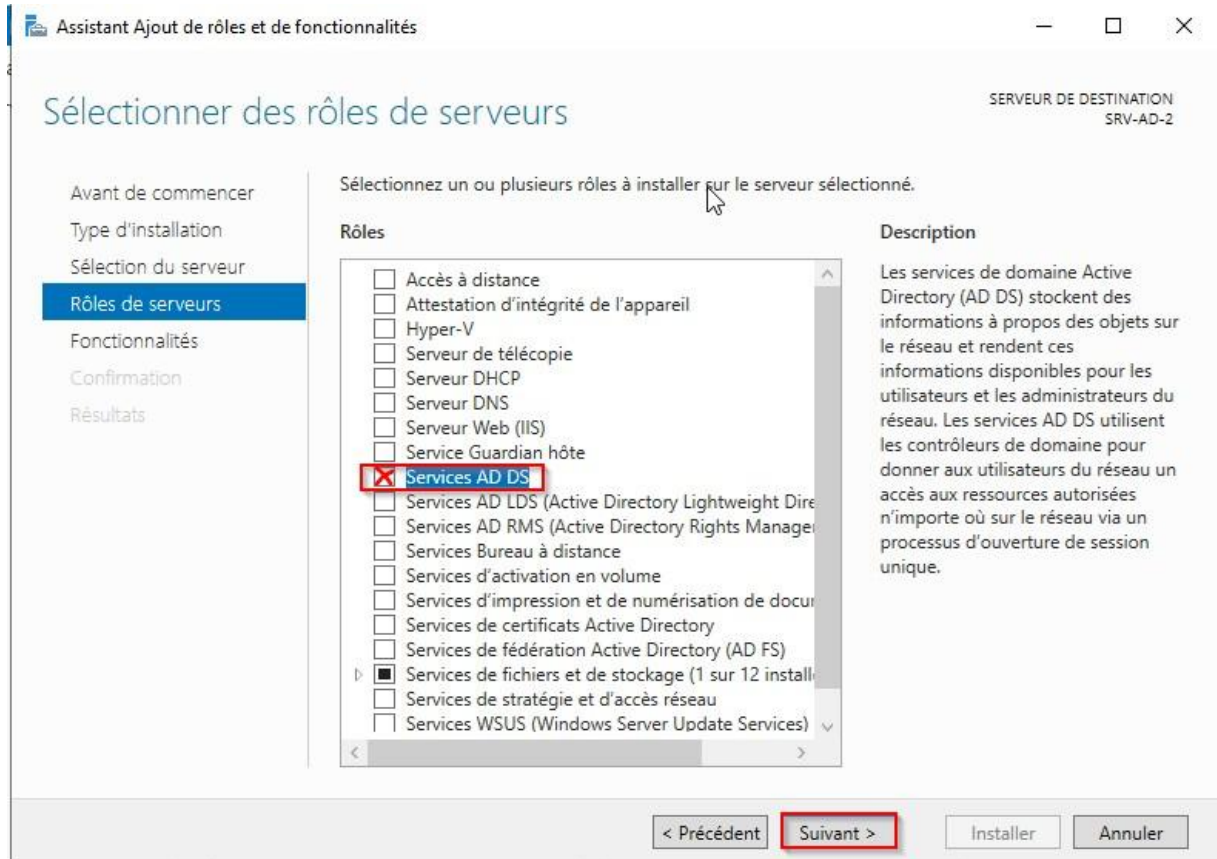 Assistant Ajout de rôles et de fonctionnalités
Sélectionner des rôles de serveurs
SERVEUR DE DESTINATION
SRV-AD-2
Avant de commencer
Type d'installation
Sélection du serveur
Rôles de serveurs
Fonctionnalités
Confirmation
Résultats
Sélectionnez un ou plusieurs rôles à installer sur le serveur sélectionné.
Rôles
Accès à distance
Attestation d’intégrité de l’appareil
Hyper-V
Serveur de télécopie
Serveur DHCP
Serveur DNS
Serveur Web (IIS)
Service Guardian hôte
Services AD DS
Services AD LDS (Active Directory Lightweight Dire
Services AD RMS (Active Directory Rights Manage
Services Bureau à distance
Services d’activation en volume
Services d’impression et de numérisation de docu
Services de certificats Active Directory
Services de fédération Active Directory (AD FS)
Services de fichiers et de stockage (1 sur 12 install
Services de stratégie et d’accès réseau
Services WSUS (Windows Server Update Services)
Description
Les services de domaine Active
Directory (AD DS) stockent des
informations à propos des objets sur
le réseau et rendent ces
informations disponibles pour les
utilisateurs et les administrateurs du
réseau. Les services AD DS utilisent
les contrôleurs de domaine pour
donner aux utilisateurs du réseau un
accès aux ressources autorisées
n’importe où sur le réseau via un
processus d’ouverture de session
unique.
< Précédent
Suivant >
Installer
Annuler